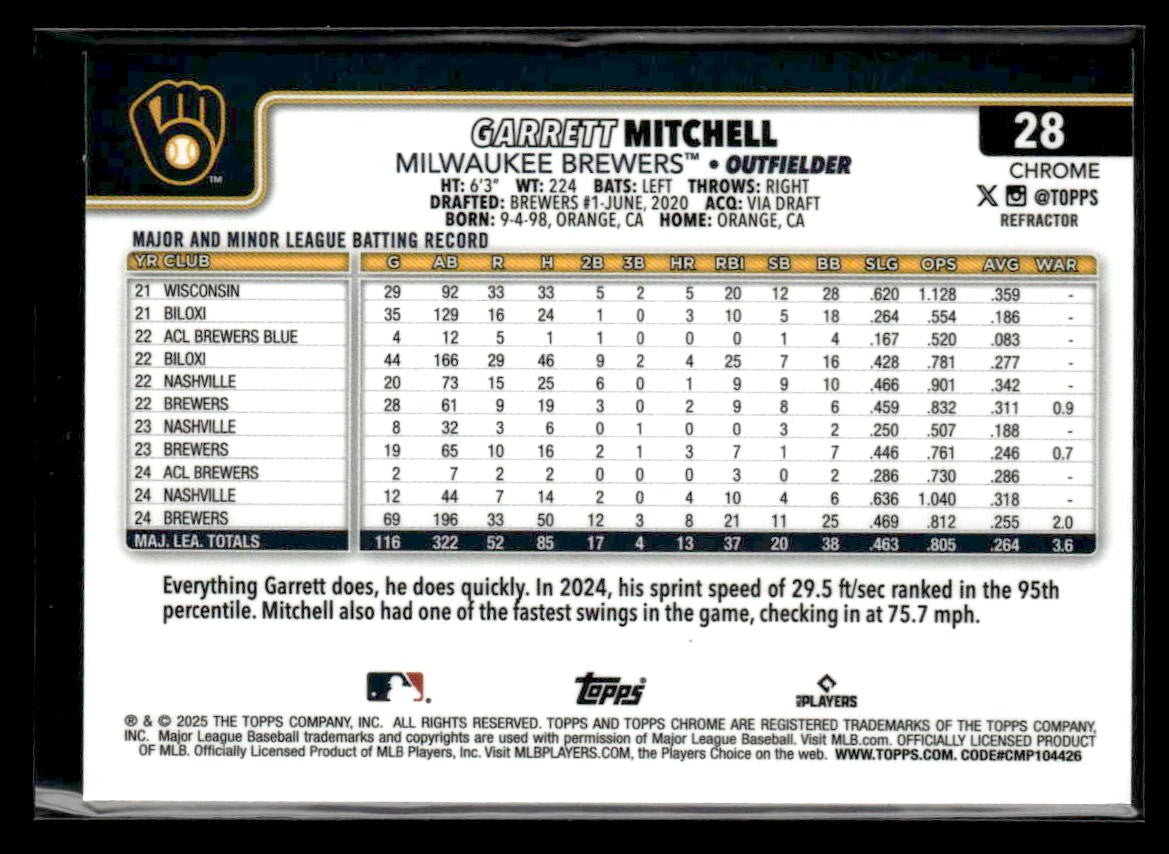 28
GARRETT MITCHELL
MILWAUKEE BREWERS™ • OUTFIELDER
CHROME
HT: 6'3" WT: 224 BATS: LEFT THROWS: RIGHT
X @TOPPS
DRAFTED: BREWERS #1-JUNE, 2020 ACQ: VIA DRAFT
BORN: 9-4-98, ORANGE, CA HOME: ORANGE, CA
REFRACTOR
TM
MAJOR AND MINOR LEAGUE BATTING RECORD
YR CLUB G AB R H 2B 3B HR RBI SB BB SLG OPS AVG WAR
21 WISCONSIN 29 92 33 33 5 2 5 20 12 28 .620 1.128 .359 -
21 BILOXI 35 129 16 24 1 0 3 10 5 18 .264 .554 .186 -
22 ACL BREWERS BLUE 4 12 5 1 1 0 0 0 1 4 .167 .520 .083 -
22 BILOXI 44 166 29 46 9 2 4 25 7 16 .428 .781 .277 -
22 NASHVILLE 20 73 15 25 6 0 1 9 9 10 .466 .901 .342 -
22 BREWERS 28 61 9 19 3 0 2 9 8 6 .459 .832 .311 0.9
23 NASHVILLE 8 32 3 6 0 1 0 0 3 2 .250 .507 .188 -
23 BREWERS 19 65 10 16 2 1 3 7 1 7 .446 .761 .246 0.7
24 ACL BREWERS 2 7 2 2 0 0 0 3 0 2 .286 .730 .286 -
24 NASHVILLE 12 44 7 14 2 0 4 10 4 6 .636 1.040 .318 -
24 BREWERS 69 196 33 50 12 3 8 21 11 25 .469 .812 .255 2.0
MAJ. LEA. TOTALS 116 322 52 85 17 4 13 37 20 38 .463 .805 .264 3.6
Everything Garrett does, he does quickly. In 2024, his sprint speed of 29.5 ft/sec ranked in the 95th
percentile. Mitchell also had one of the fastest swings in the game, checking in at 75.7 mph.
Topps
PLAYERS
® & © 2025 THE TOPPS COMPANY, INC. ALL RIGHTS RESERVED. TOPPS AND TOPPS CHROME ARE REGISTERED TRADEMARKS OF THE TOPPS COMPANY,
INC. Major League Baseball trademarks and copyrights are used with permission of Major League Baseball. Visit MLB.com. OFFICIALLY LICENSED PRODUCT
OF MLB. Officially Licensed Product of MLB Players, Inc. Visit MLBPLAYERS.COM, the Players Choice on the web. WWW.TOPPS.COM. CODE#CMP104426